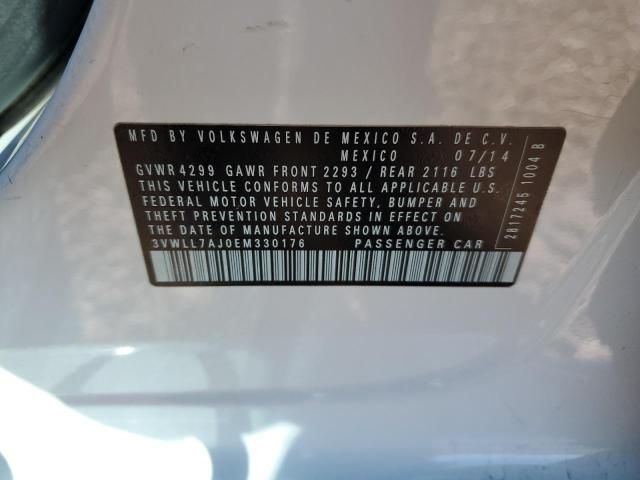 MFD BY VOLKSWAGEN DE MEXICO S.A. DE C.V.
MEXICO 07/14
GVWR 4299 GAWR FRONT 2293 / REAR 2116 LBS
THIS VEHICLE CONFORMS TO ALL APPLICABLE U.S.
FEDERAL MOTOR VEHICLE SAFETY, BUMPER AND
THEFT PREVENTION STANDARDS IN EFFECT ON
THE DATE OF MANUFACTURE SHOWN ABOVE.
3VWLL7AJ0EM330176 PASSENGER CAR
2817245 1004 B